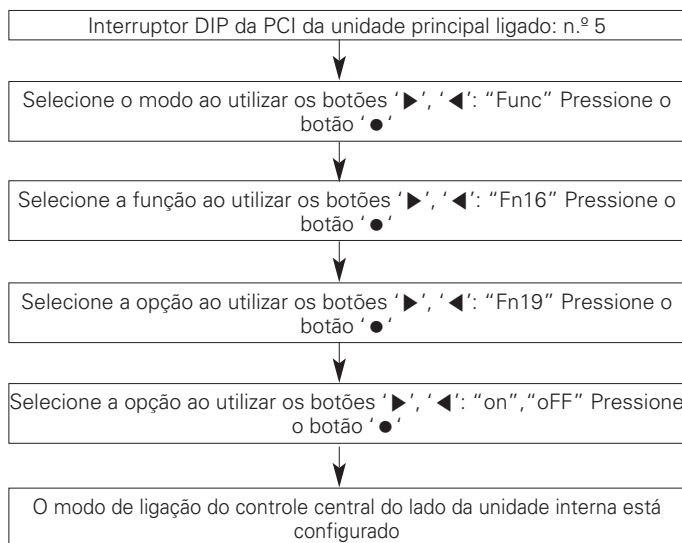 Interruptor DIP da PCI da unidade principal ligado: n.º 5
Selecione o modo ao utilizar os botões ‘▶’, ‘◀’: “Func” Pressione o
botão ‘●‘
Selecione a função ao utilizar os botões ‘▶’, ‘◀’: “Fn16” Pressione o
botão ‘●‘
Selecione a opção ao utilizar os botões ‘▶’, ‘◀’: “Fn19” Pressione o
botão ‘●‘
Selecione a opção ao utilizar os botões ‘▶’, ‘◀’: “on”,“oFF” Pressione
o botão ‘●‘
O modo de ligação do controle central do lado da unidade interna está
configurado